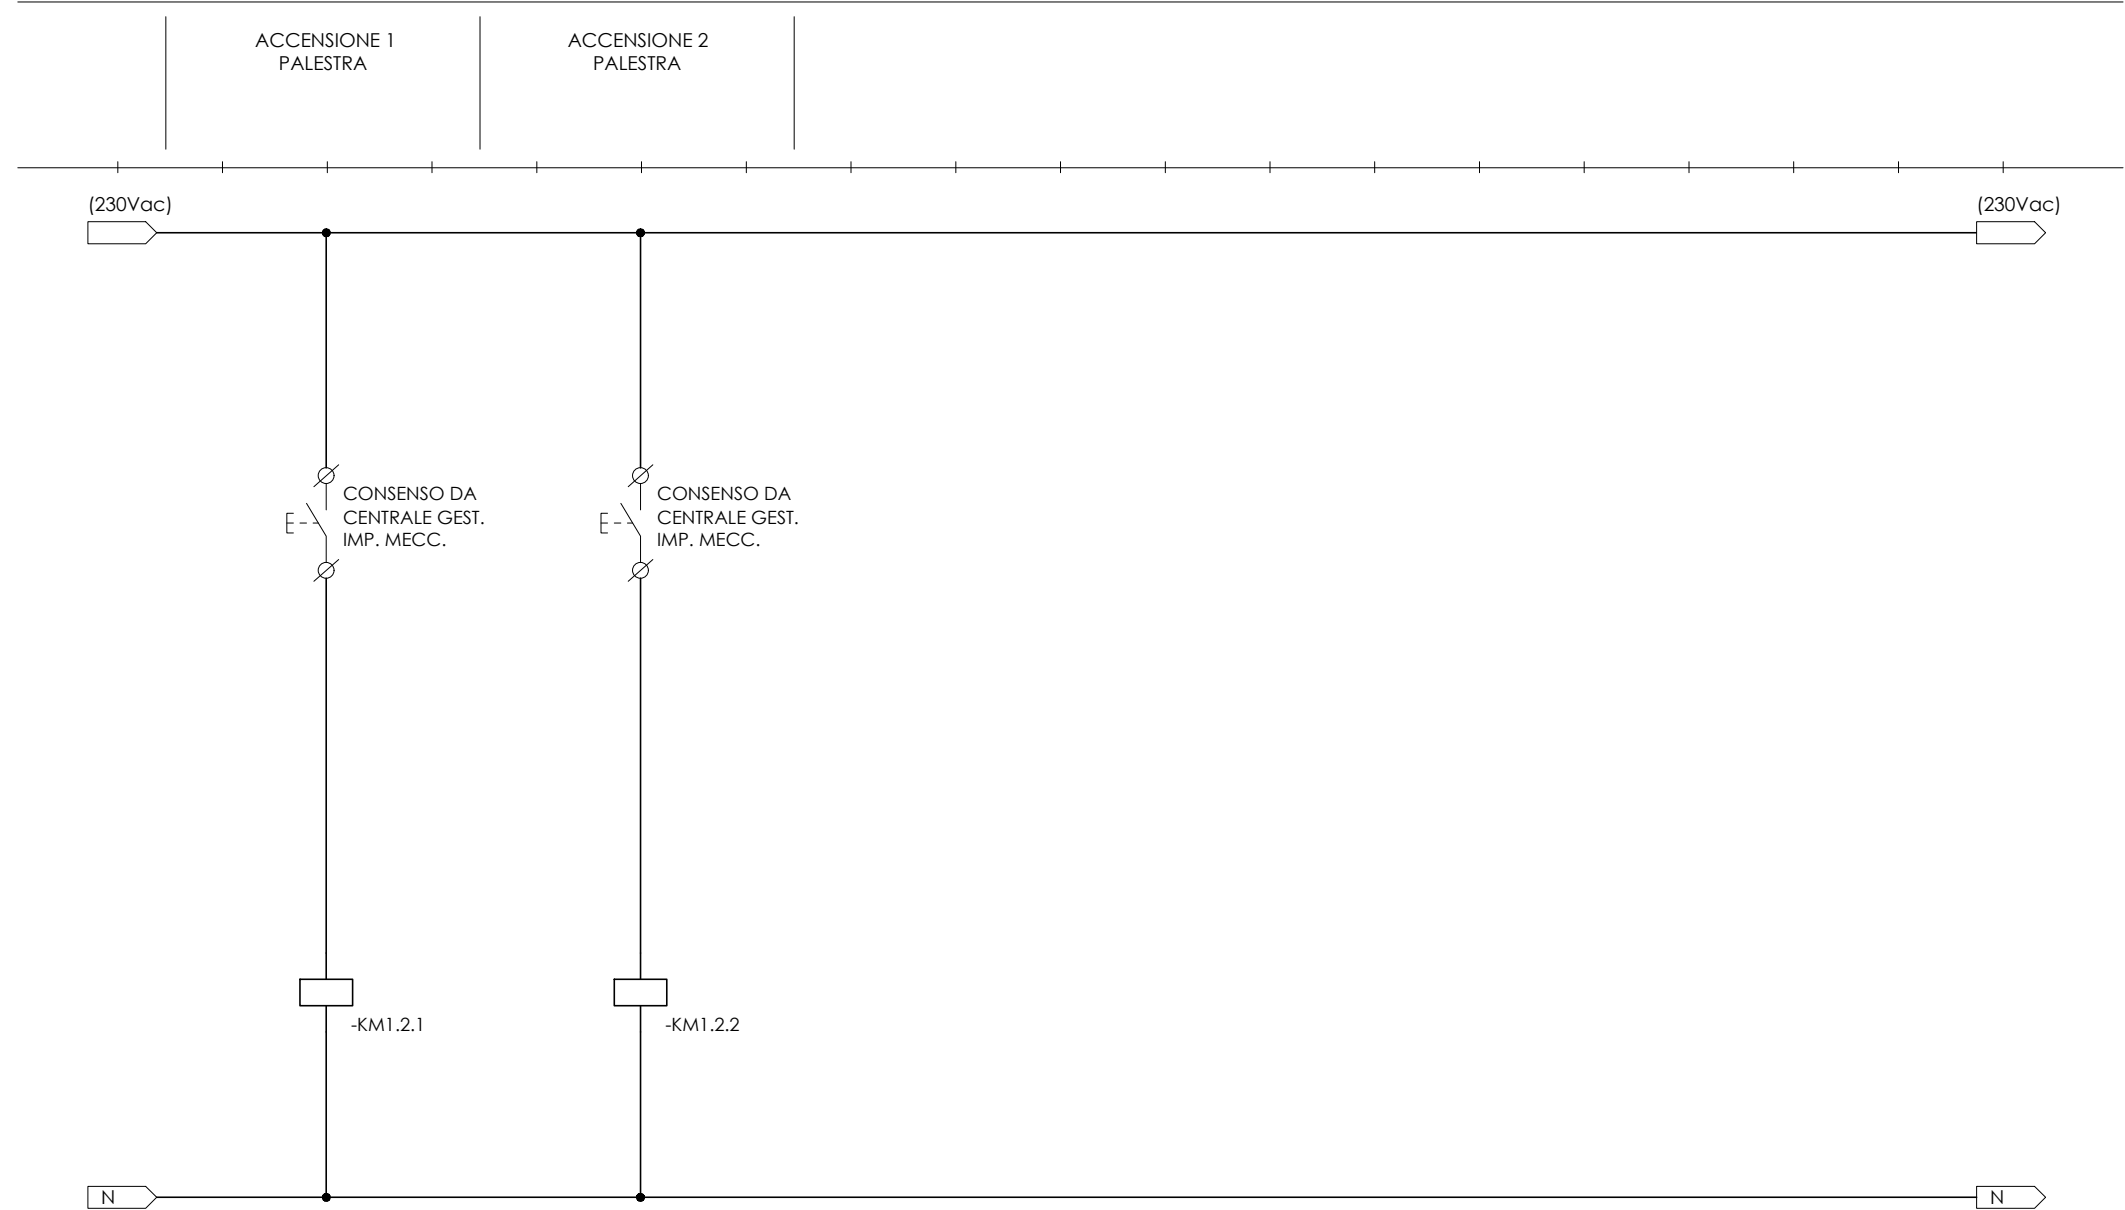 ACCENSIONE 1
PALESTRA
ACCENSIONE 2
PALESTRA
(230Vac)
(230Vac)
CONSENSO DA
CENTRALE GEST.
IMP. MECC.
CONSENSO DA
CENTRALE GEST.
IMP. MECC.
-KM1.2.1
-KM1.2.2
N
N